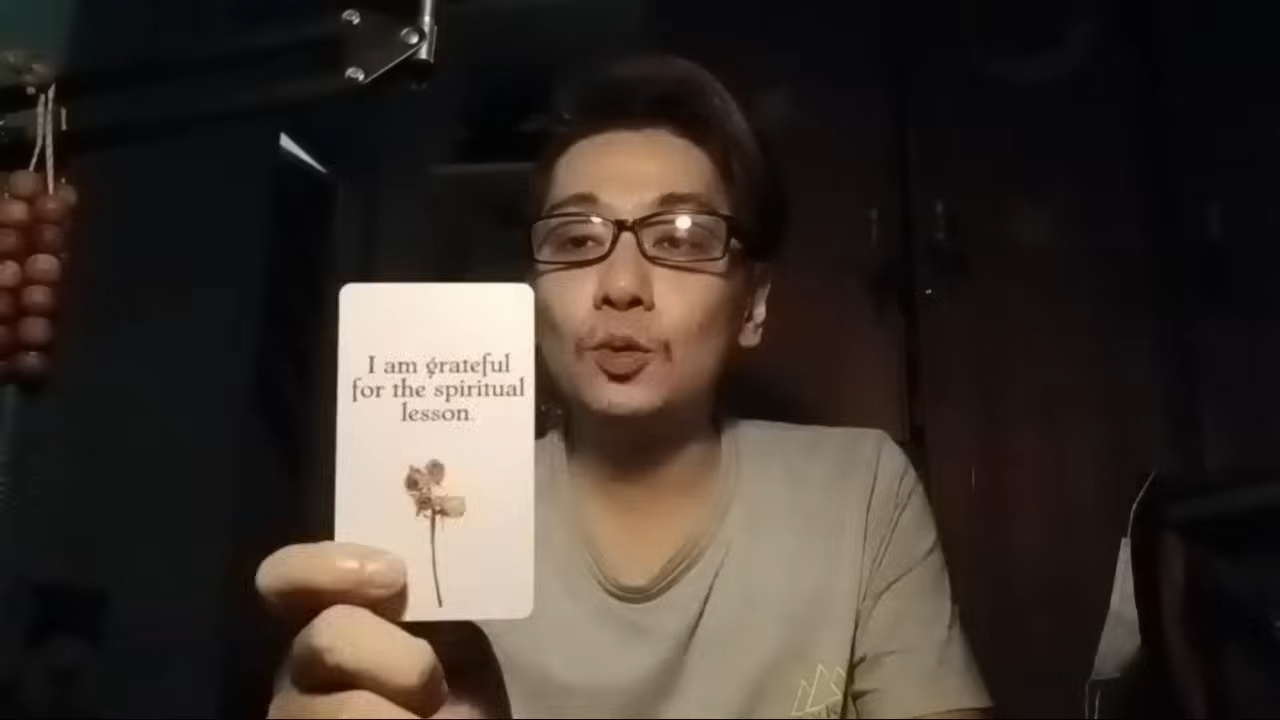 I am grateful
for the spiritual
lesson